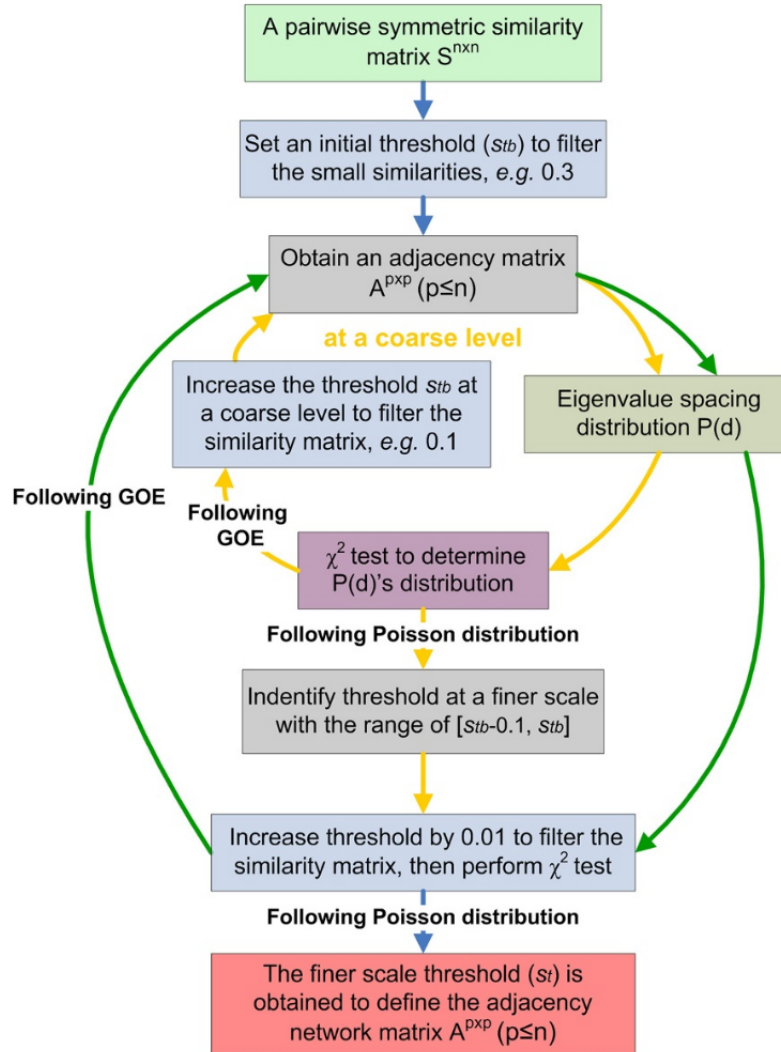 A pairwise symmetric similarity
matrix S^nxn
Set an initial threshold (stb) to filter
the small similarities, e.g. 0.3
Obtain an adjacency matrix
A^pxp (p≤n)
at a coarse level
Increase the threshold stb at
a coarse level to filter the
similarity matrix, e.g. 0.1
Eigenvalue spacing
distribution P(d)
Following GOE
Following
GOE
χ² test to determine
P(d)'s distribution
Following Poisson distribution
Indentify threshold at a finer scale
with the range of [stb-0.1, stb]
Increase threshold by 0.01 to filter the
similarity matrix, then perform χ² test
Following Poisson distribution
The finer scale threshold (st) is
obtained to define the adjacency
network matrix A^pxp (p≤n)